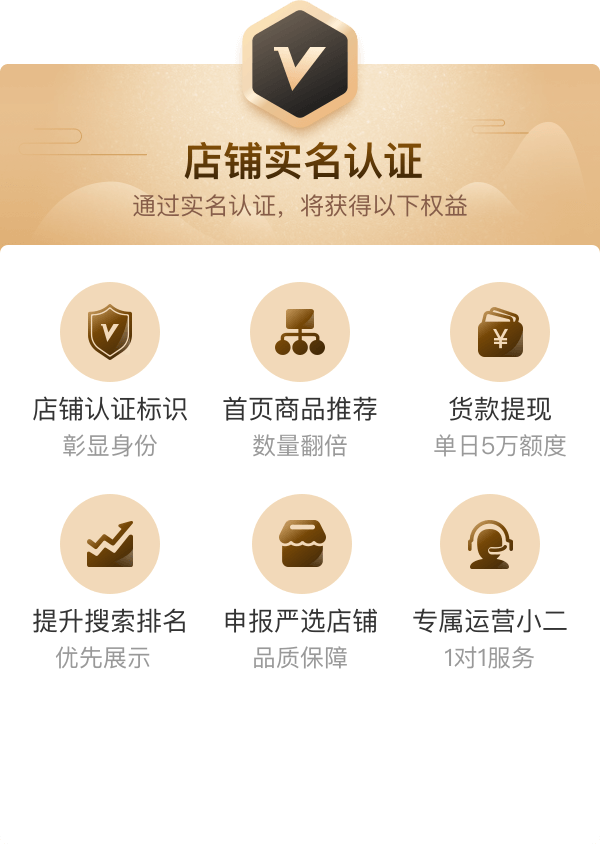 V
店铺实名认证
通过实名认证，将获得以下权益
V
¥
店铺认证标识
首页商品推荐
货款提现
彰显身份
数量翻倍
单日5万额度
提升搜索排名
申报严选店铺
专属运营小二
优先展示
品质保障
1对1服务